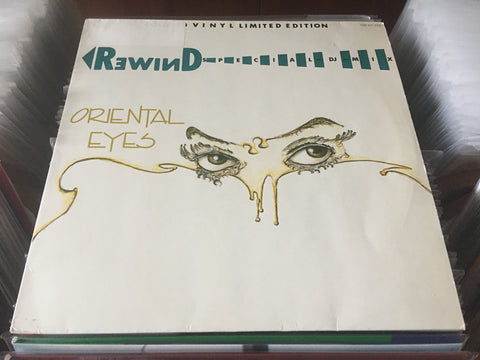 VINYL LIMITED EDITION
REWIND SPECIAL-DJ-MIX
ORIENTAL
EYES